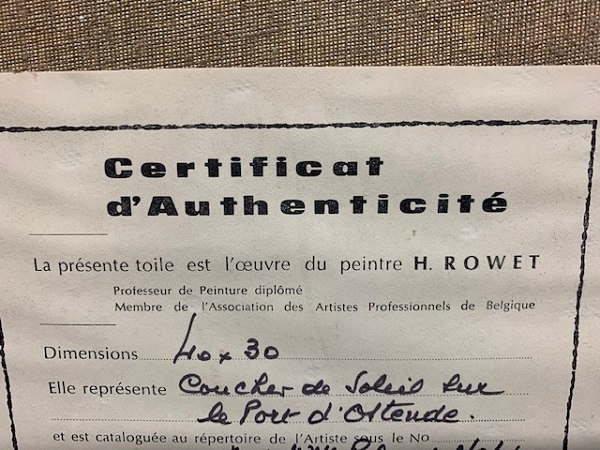 Certificat
d'Authenticité
La présente toile est l'œuvre du peintre H. ROWET
Professeur de Peinture diplômé
Membre de l'Association des Artistes Professionnels de Belgique
Dimensions 40 x 30
Elle représente Coucher de Soleil sur
le Port d'Ostende.
et est cataloguée au répertoire de l'Artiste sous le No